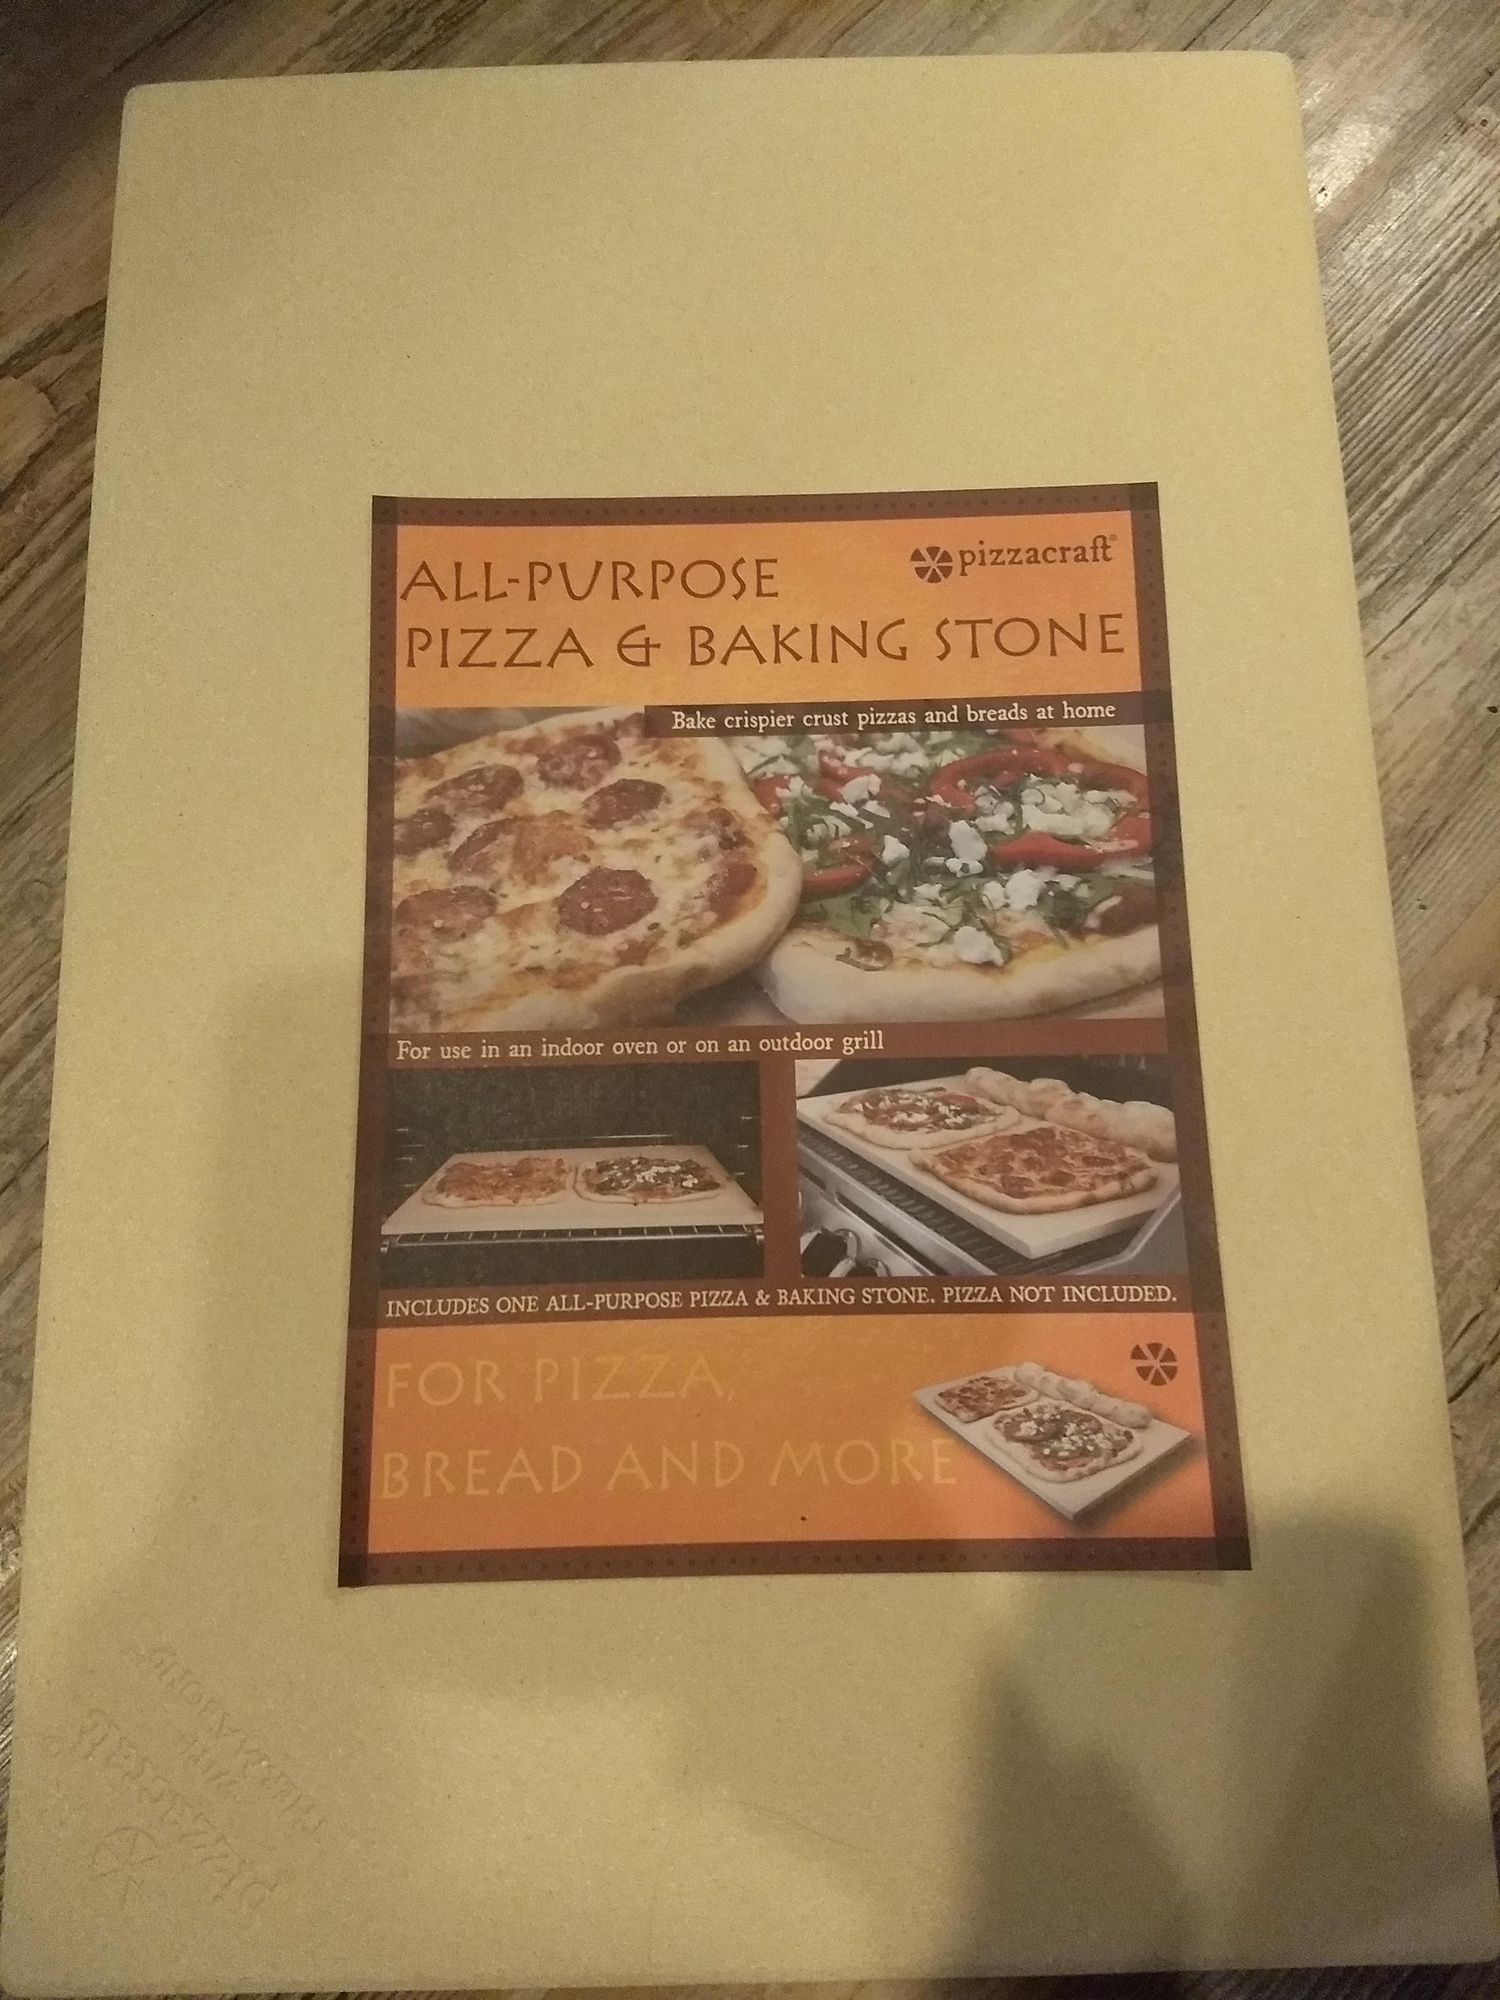 ALL-PURPOSE
pizzacraft®
PIZZA & BAKING STONE
Bake crispier crust pizzas and breads at home
For use in an indoor oven or on an outdoor grill
INCLUDES ONE ALL-PURPOSE PIZZA & BAKING STONE. PIZZA NOT INCLUDED.
FOR PIZZA,
BREAD AND MORE
pizzacraft
WITH